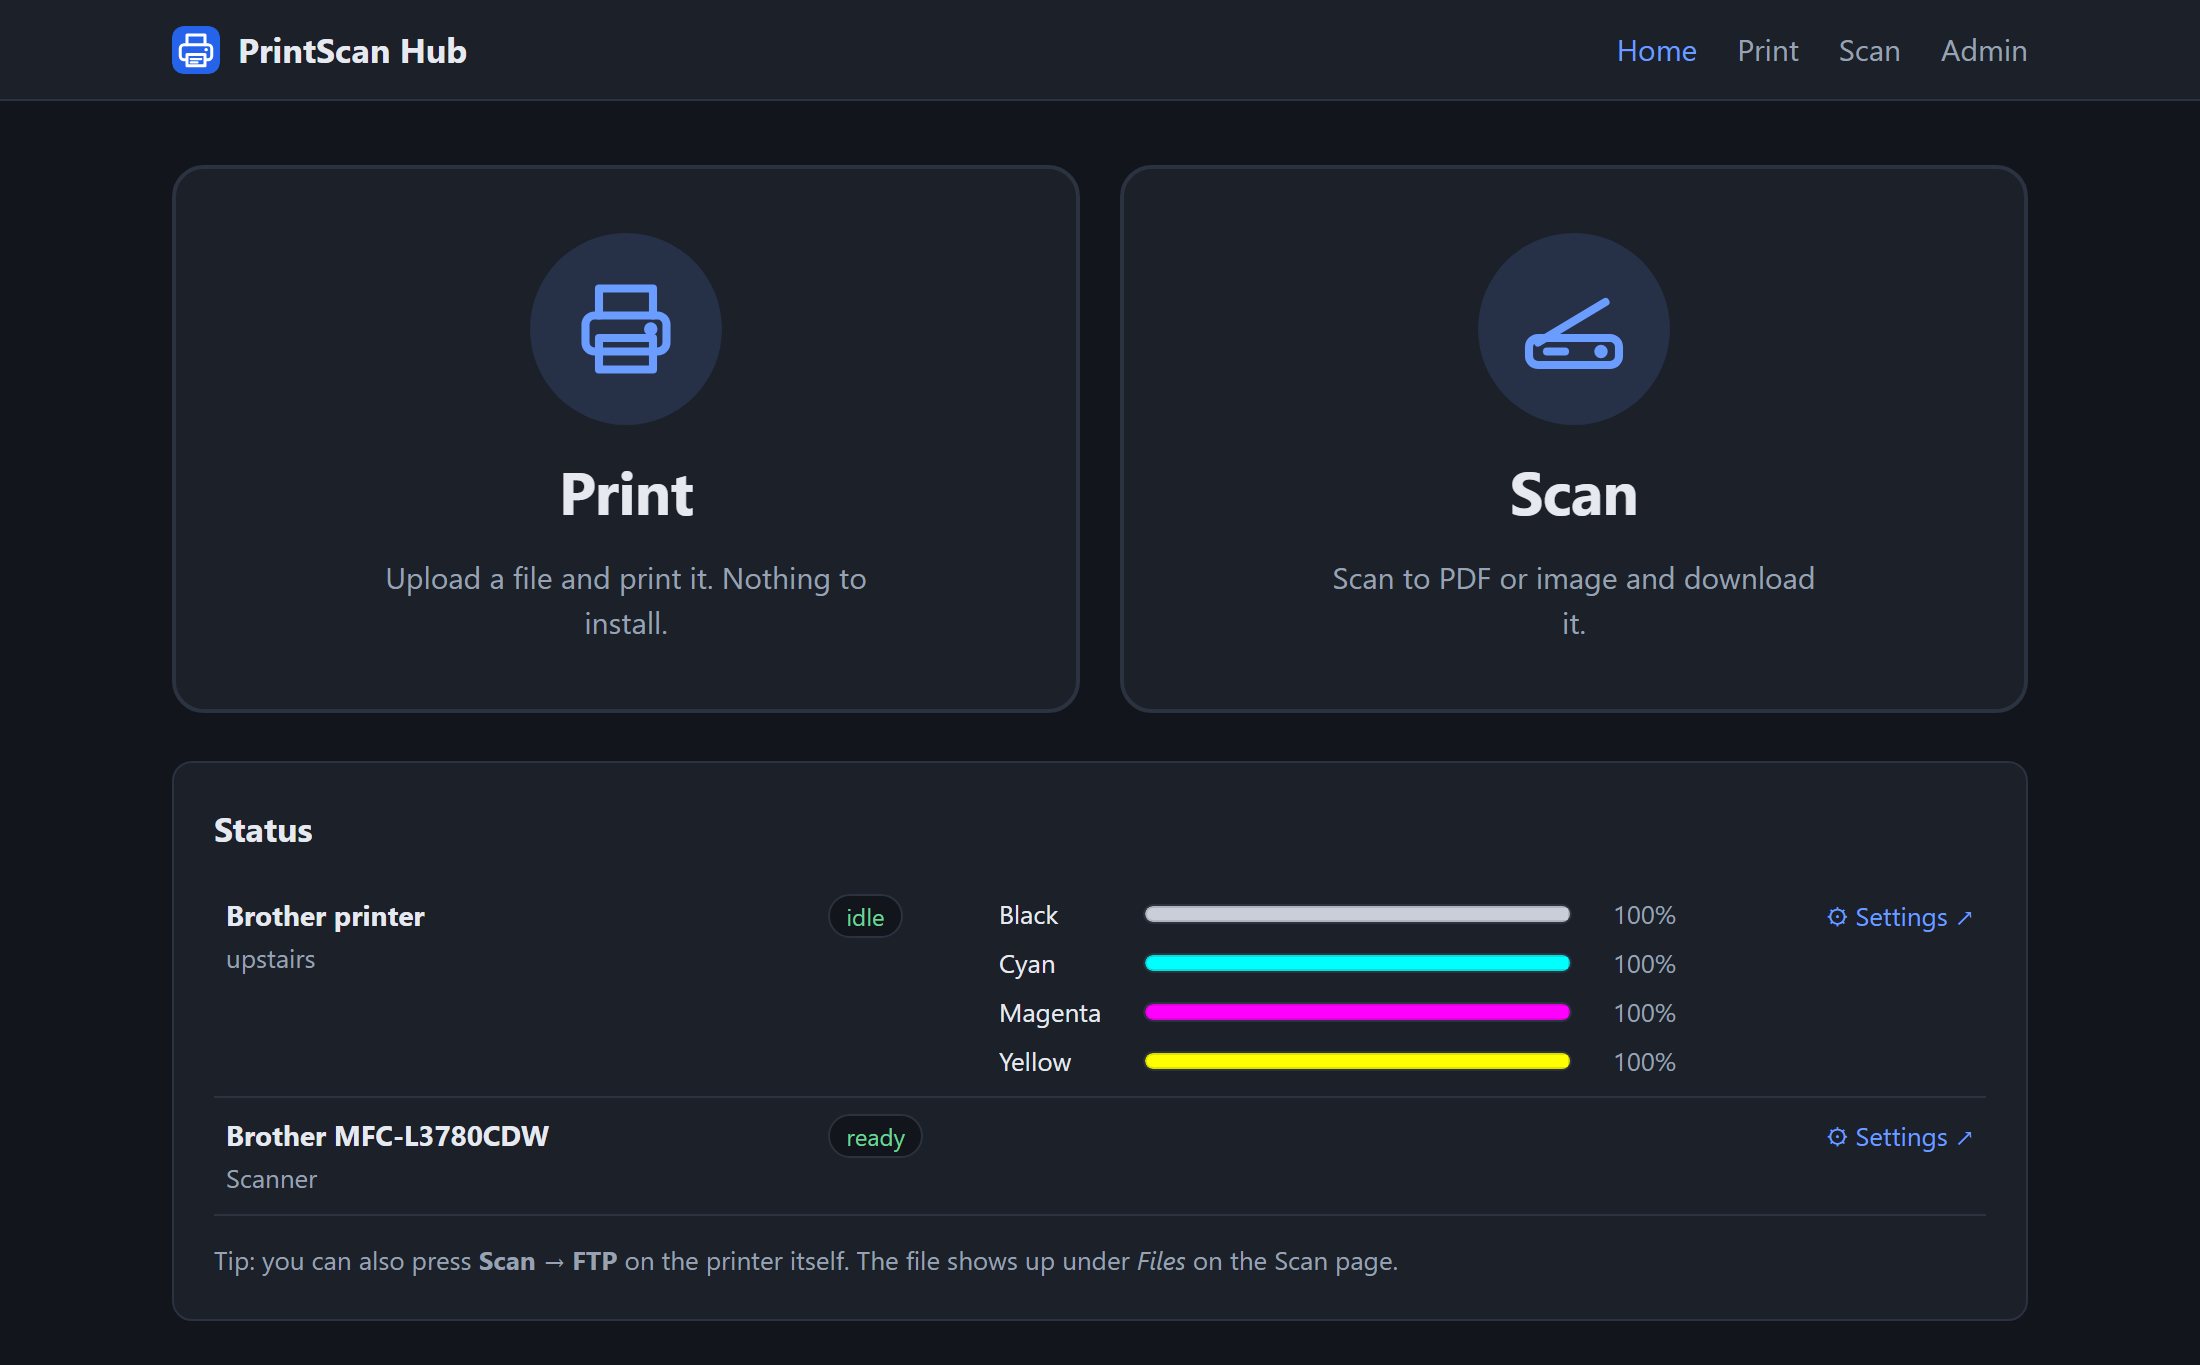 PrintScan Hub
Home Print Scan Admin
Print
Upload a file and print it. Nothing to
install.
Scan
Scan to PDF or image and download
it.
Status
Brother printer
upstairs
idle
Black 100%
Cyan 100%
Magenta 100%
Yellow 100%
⚙ Settings ↗
Brother MFC-L3780CDW
Scanner
ready
⚙ Settings ↗
Tip: you can also press Scan → FTP on the printer itself. The file shows up under Files on the Scan page.